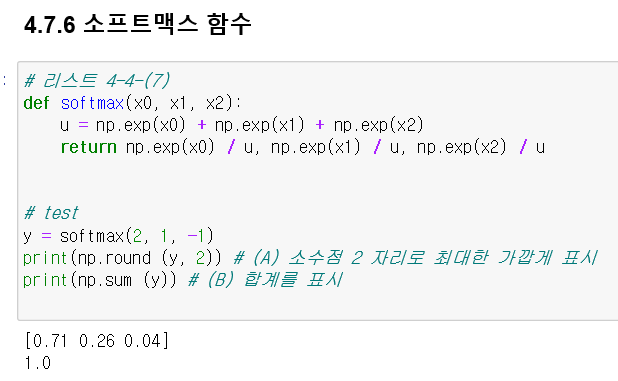 4.7.6 소프트맥스 함수
# 리스트 4-4-(7)
def softmax(x0, x1, x2):
    u = np.exp(x0) + np.exp(x1) + np.exp(x2)
    return np.exp(x0) / u, np.exp(x1) / u, np.exp(x2) / u
# test
y = softmax(2, 1, -1)
print(np.round (y, 2)) # (A) 소수점 2 자리로 최대한 가깝게 표시
print(np.sum (y)) # (B) 합계를 표시
[0.71 0.26 0.04]
1.0